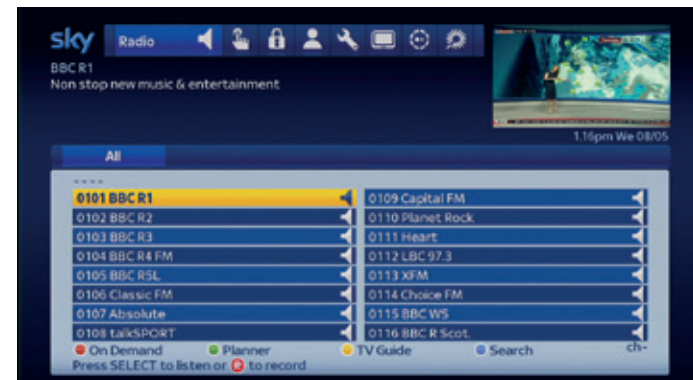 sky Radio
BBC R1
Non stop new music & entertainment
1.16pm We 08/05
All
----
0101 BBC R1
0102 BBC R2
0103 BBC R3
0104 BBC R4 FM
0105 BBC R5L
0106 Classic FM
0107 Absolute
0108 talkSPORT
0109 Capital FM
0110 Planet Rock
0111 Heart
0112 LBC 97.3
0113 XFM
0114 Choice FM
0115 BBC WS
0116 BBC R Scot.
On Demand Planner TV Guide Search ch-
Press SELECT to listen or R to record